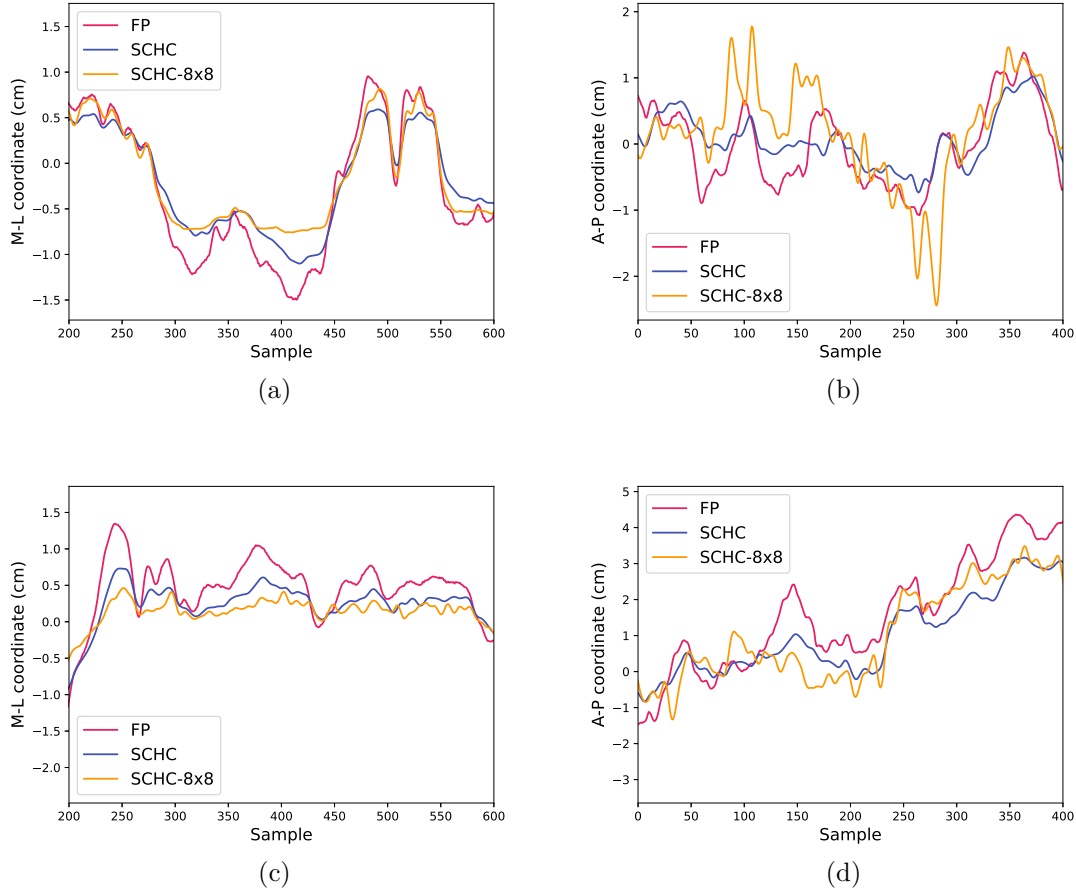 1.5
1.0
0.5
0.0
−0.5
−1.0
−1.5
M-L coordinate (cm)
FP
SCHC
SCHC-8x8
200 250 300 350 400 450 500 550 600
Sample
(a)
2
1
0
−1
−2
A-P coordinate (cm)
FP
SCHC
SCHC-8x8
0 50 100 150 200 250 300 350 400
Sample
(b)
1.5
1.0
0.5
0.0
−0.5
−1.0
−1.5
−2.0
M-L coordinate (cm)
FP
SCHC
SCHC-8x8
200 250 300 350 400 450 500 550 600
Sample
(c)
5
4
3
2
1
0
−1
−2
−3
A-P coordinate (cm)
FP
SCHC
SCHC-8x8
0 50 100 150 200 250 300 350 400
Sample
(d)